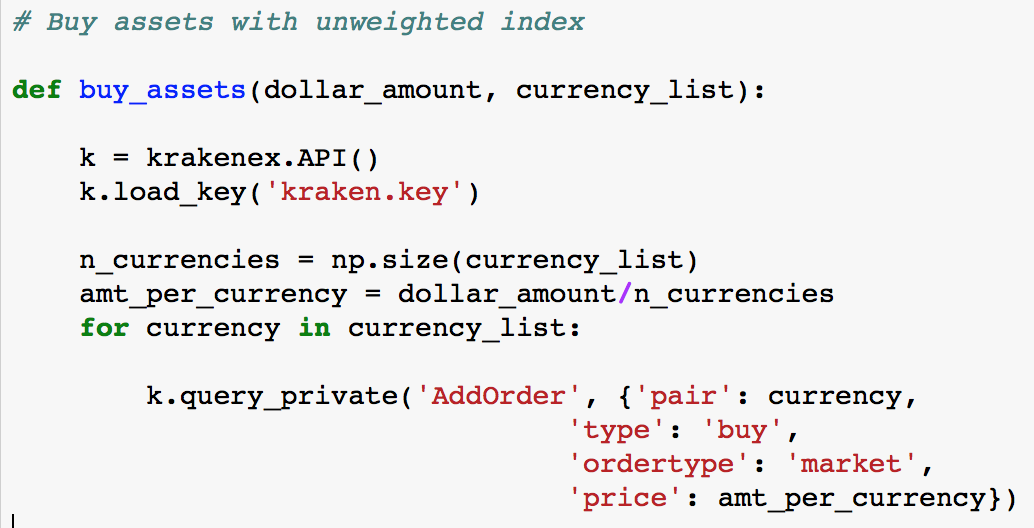 # Buy assets with unweighted index
def buy_assets(dollar_amount, currency_list):
k = krakenex.API()
k.load_key('kraken.key')
n_currencies = np.size(currency_list)
amt_per_currency = dollar_amount/n_currencies
for currency in currency_list:
k.query_private('AddOrder', {'pair': currency,
'type': 'buy',
'ordertype': 'market',
'price': amt_per_currency})